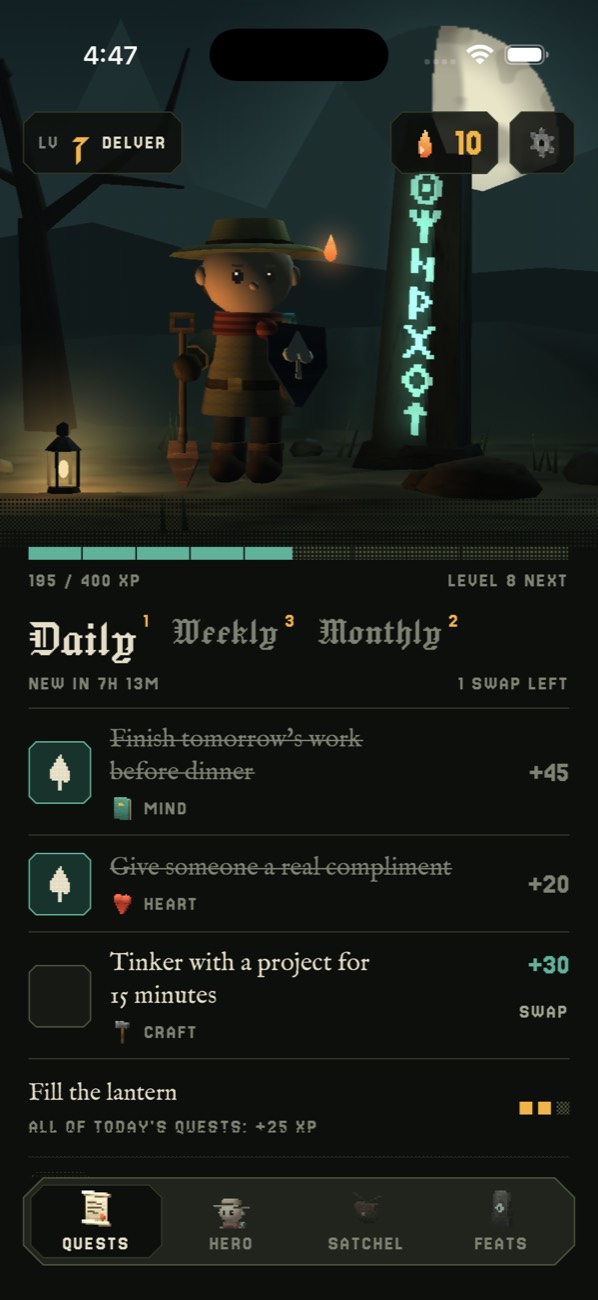 4:47
LV 7 DELVER
10
195 / 400 XP
LEVEL 8 NEXT
Daily 1
Weekly 3
Monthly 2
NEW IN 7H 13M
1 SWAP LEFT
Finish tomorrow's work
before dinner
+45
MIND
Give someone a real compliment
+20
HEART
Tinker with a project for
15 minutes
+30
SWAP
CRAFT
Fill the lantern
ALL OF TODAY'S QUESTS: +25 XP
QUESTS
HERO
SATCHEL
FEATS